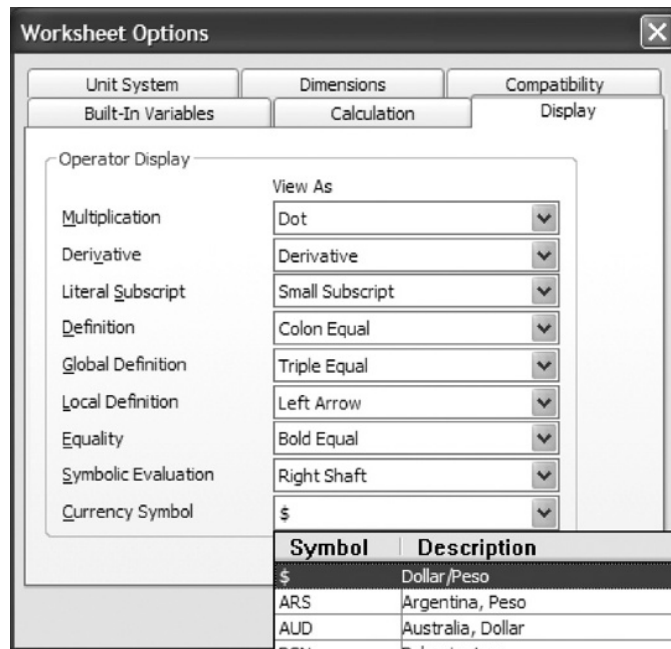 Worksheet Options
Unit System Dimensions Compatibility
Built-In Variables Calculation Display
Operator Display
View As
Multiplication Dot
Derivative Derivative
Literal Subscript Small Subscript
Definition Colon Equal
Global Definition Triple Equal
Local Definition Left Arrow
Equality Bold Equal
Symbolic Evaluation Right Shaft
Currency Symbol $
Symbol Description
$ Dollar/Peso
ARS Argentina, Peso
AUD Australia, Dollar